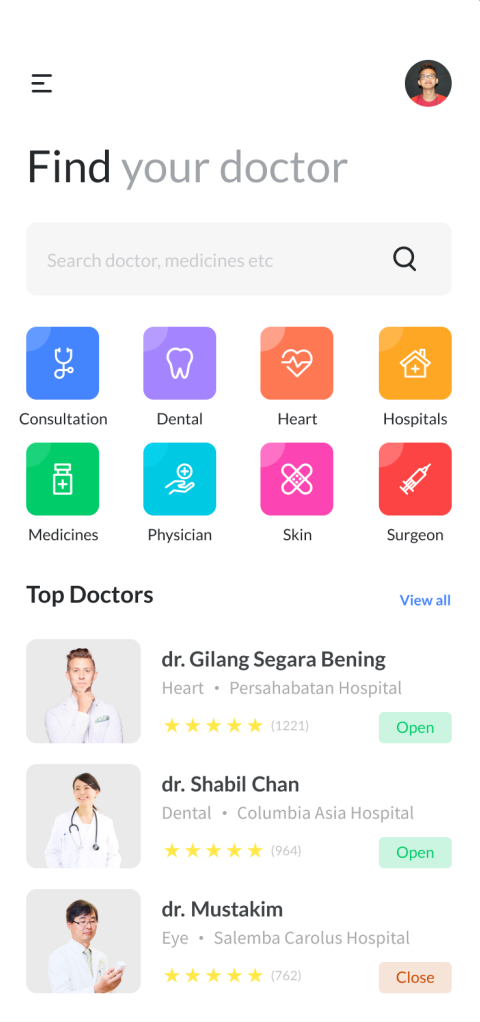 Find your doctor
Search doctor, medicines etc
Consultation Dental Heart Hospitals
Medicines Physician Skin Surgeon
Top Doctors View all
dr. Gilang Segara Bening
Heart • Persahabatan Hospital
(1221) Open
dr. Shabil Chan
Dental • Columbia Asia Hospital
(964) Open
dr. Mustakim
Eye • Salemba Carolus Hospital
(762) Close